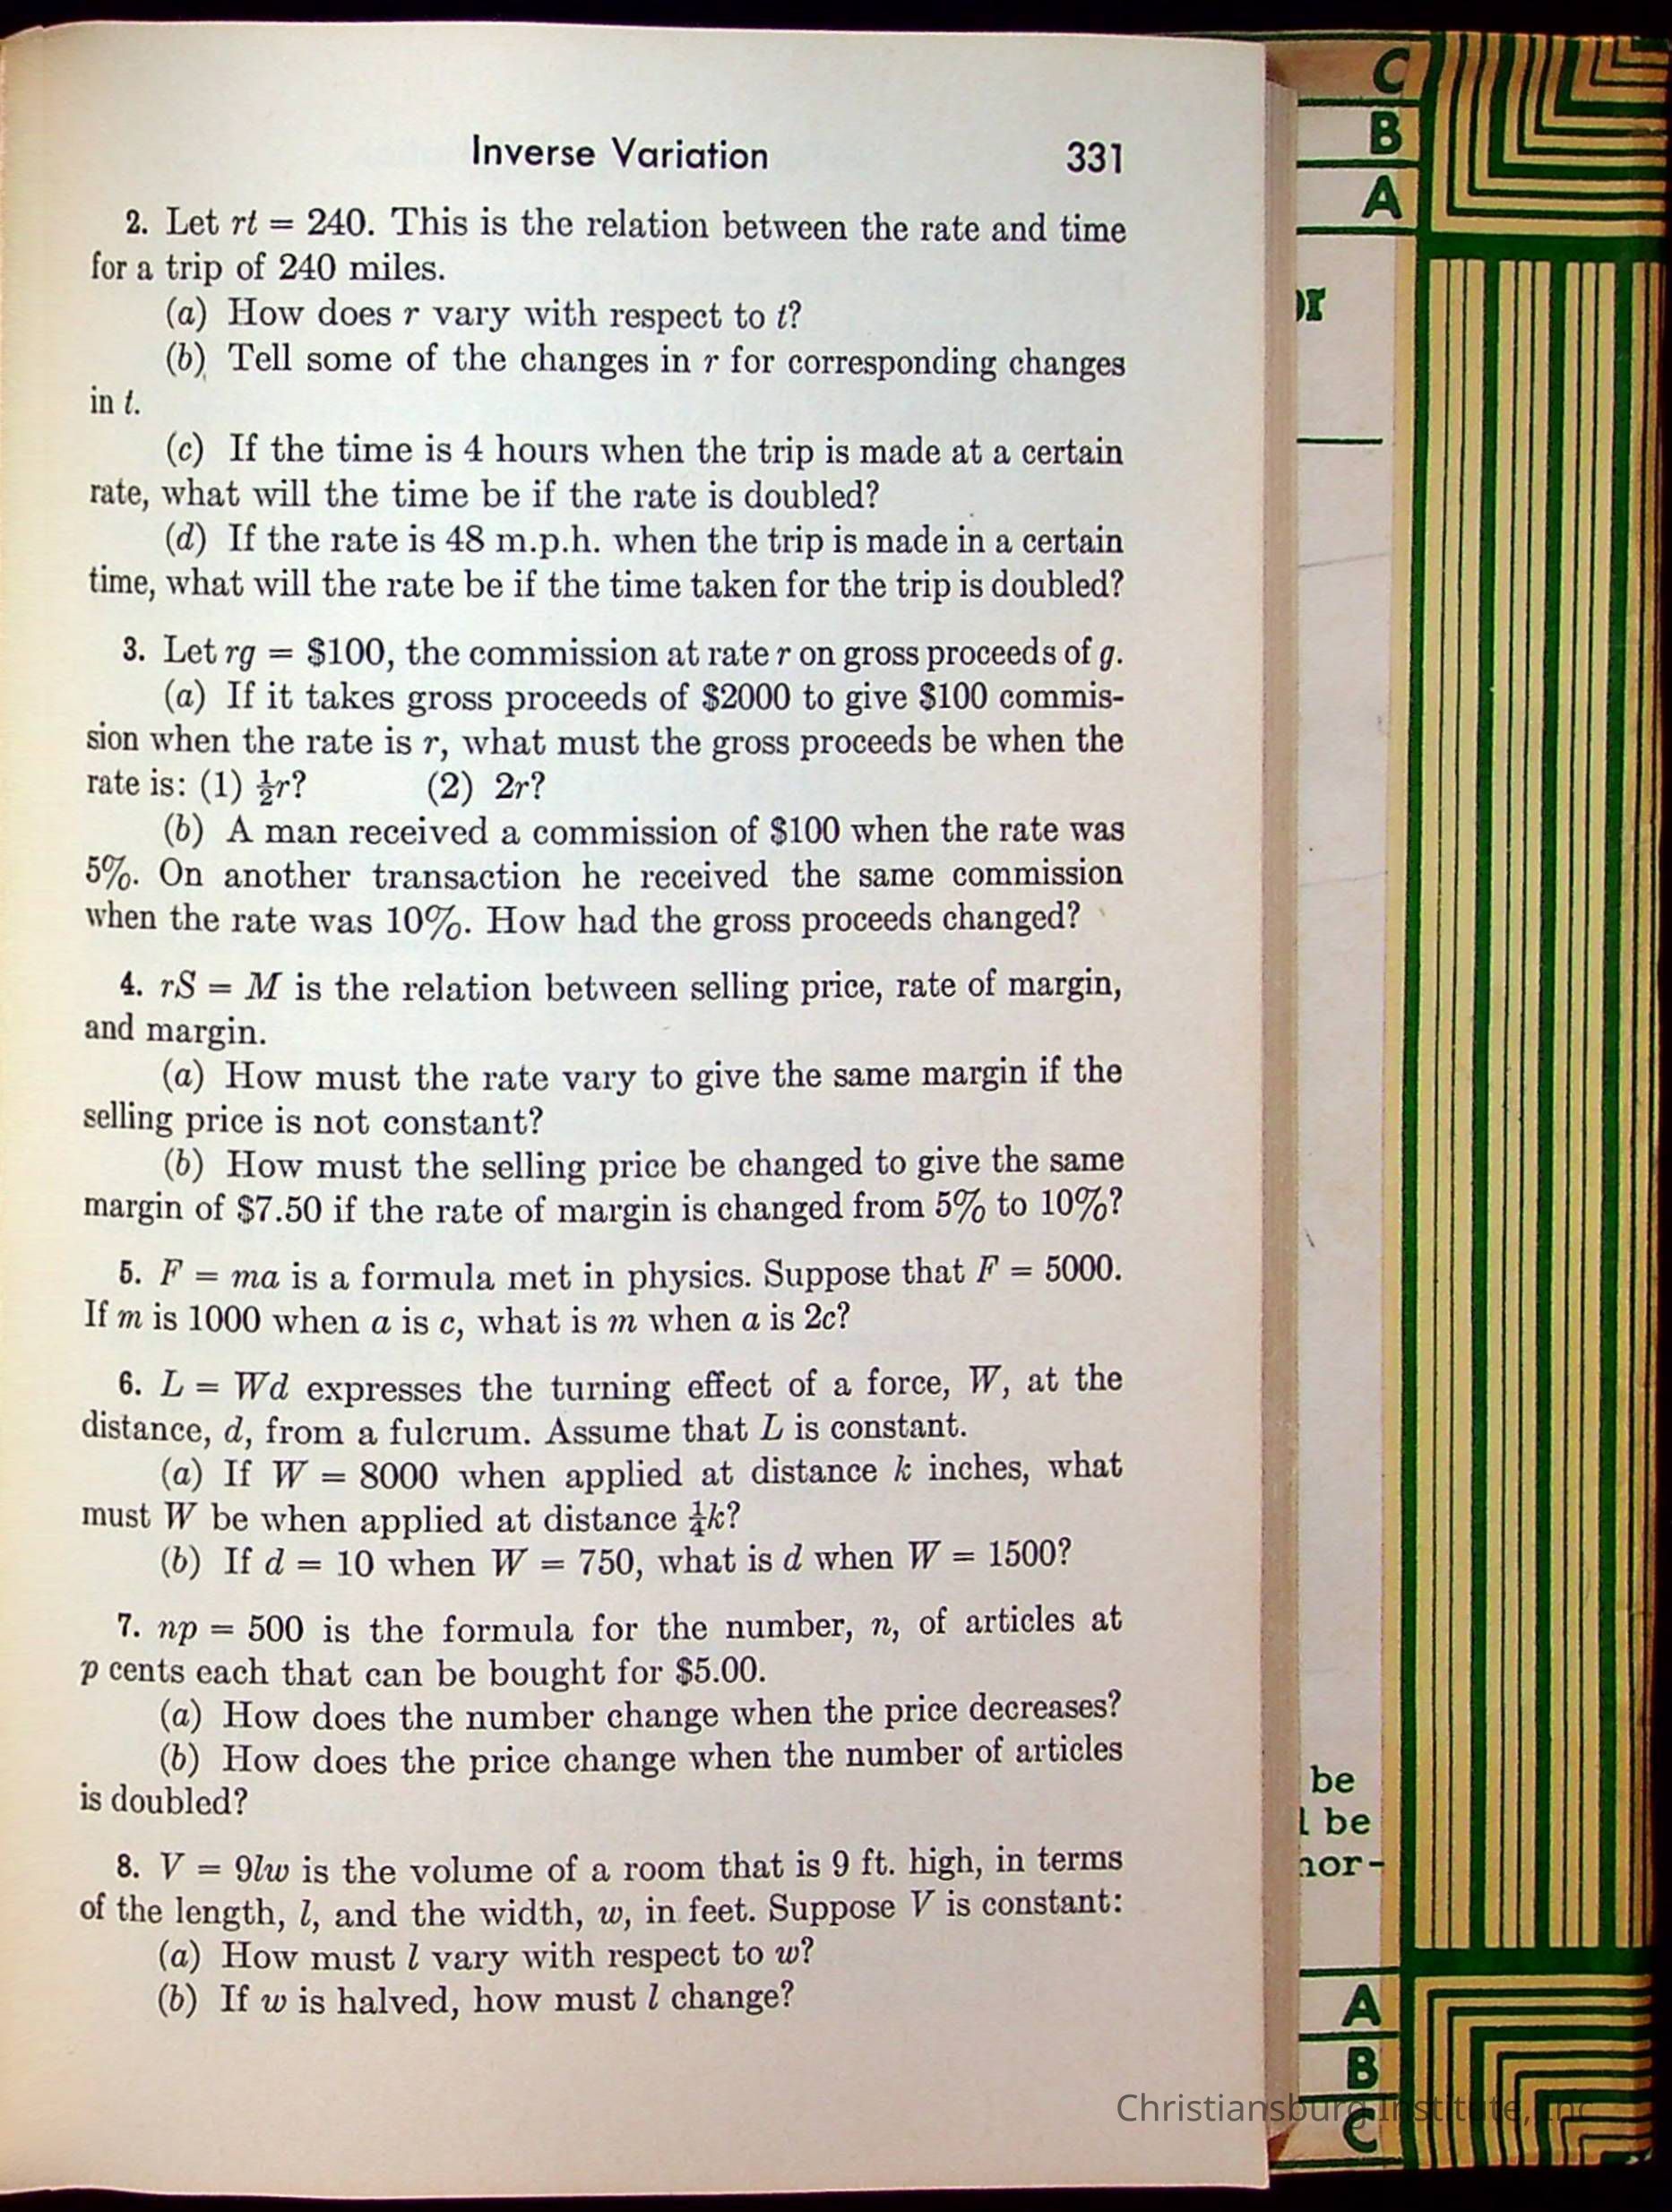 Inverse Variation 331
2. Let rt = 240. This is the relation between the rate and time
for a trip of 240 miles.
(a) How does r vary with respect to t?
(b) Tell some of the changes in r for corresponding changes
in t.
(c) If the time is 4 hours when the trip is made at a certain
rate, what will the time be if the rate is doubled?
(d) If the rate is 48 m.p.h. when the trip is made in a certain
time, what will the rate be if the time taken for the trip is doubled?
3. Let rg = $100, the commission at rate r on gross proceeds of g.
(a) If it takes gross proceeds of $2000 to give $100 commis-
sion when the rate is r, what must the gross proceeds be when the
rate is: (1) ½r? (2) 2r?
(b) A man received a commission of $100 when the rate was
5%. On another transaction he received the same commission
when the rate was 10%. How had the gross proceeds changed?
4. rS = M is the relation between selling price, rate of margin,
and margin.
(a) How must the rate vary to give the same margin if the
selling price is not constant?
(b) How must the selling price be changed to give the same
margin of $7.50 if the rate of margin is changed from 5% to 10%?
5. F = ma is a formula met in physics. Suppose that F = 5000.
If m is 1000 when a is c, what is m when a is 2c?
6. L = Wd expresses the turning effect of a force, W, at the
distance, d, from a fulcrum. Assume that L is constant.
(a) If W = 8000 when applied at distance k inches, what
must W be when applied at distance ¼k?
(b) If d = 10 when W = 750, what is d when W = 1500?
7. np = 500 is the formula for the number, n, of articles at
p cents each that can be bought for $5.00.
(a) How does the number change when the price decreases?
(b) How does the price change when the number of articles
is doubled?
8. V = 9lw is the volume of a room that is 9 ft. high, in terms
of the length, l, and the width, w, in feet. Suppose V is constant:
(a) How must l vary with respect to w?
(b) If w is halved, how must l change?
C
B
A
be
be
A
B
C
Christiansburg Institute, Inc